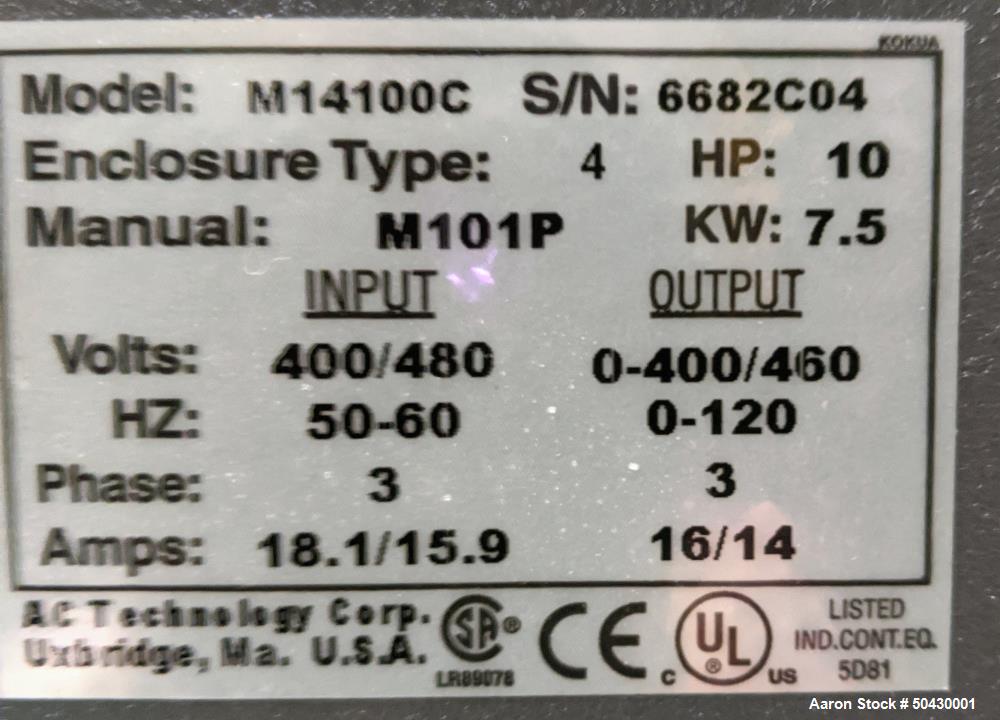 KOKUA
Model: M14100C S/N: 6682C04
Enclosure Type: 4 HP: 10
Manual: M101P KW: 7.5
INPUT OUTPUT
Volts: 400/480 0-400/460
HZ: 50-60 0-120
Phase: 3 3
Amps: 18.1/15.9 16/14
AC Technology Corp.
Uxbridge, Ma. U.S.A.
SA ®
LR89078
CE
c UL ® US
LISTED
IND.CONT.EQ.
5D81
Aaron Stock # 50430001